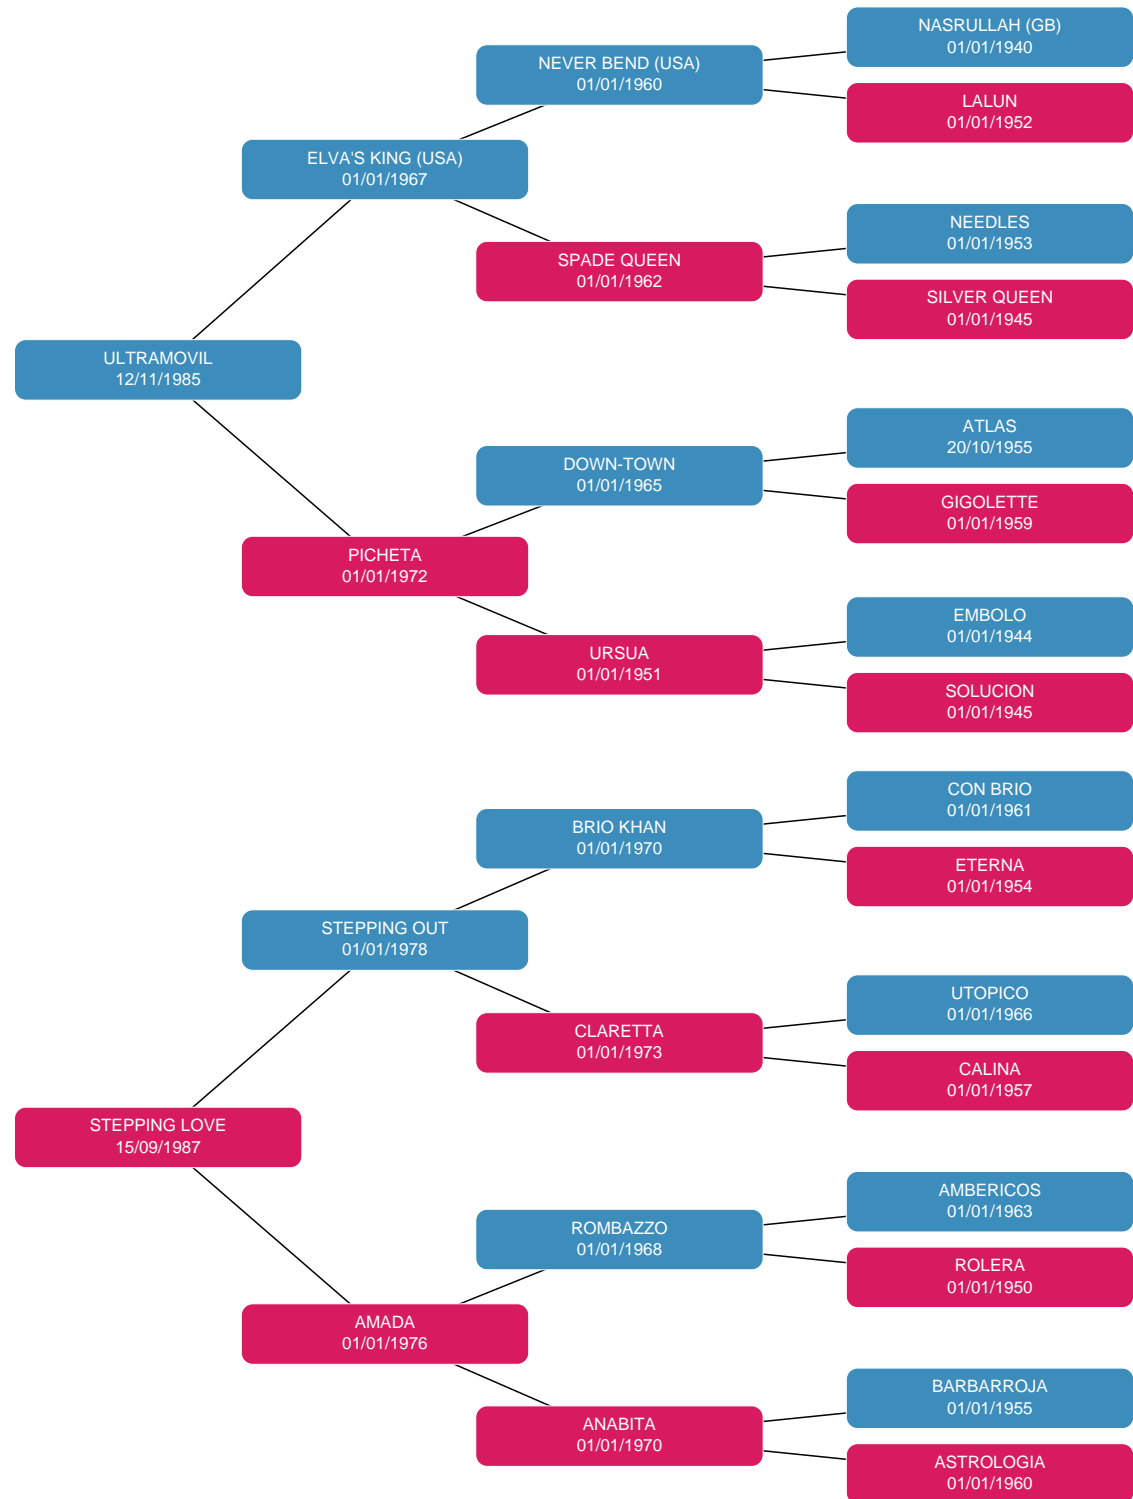 NASRULLAH (GB)
01/01/1940
NEVER BEND (USA)
01/01/1960
LALUN
01/01/1952
ELVA'S KING (USA)
01/01/1967
NEEDLES
01/01/1953
SPADE QUEEN
01/01/1962
SILVER QUEEN
01/01/1945
ULTRAMOVIL
12/11/1985
ATLAS
20/10/1955
DOWN-TOWN
01/01/1965
GIGOLETTE
01/01/1959
PICHETA
01/01/1972
EMBOLO
01/01/1944
URSUA
01/01/1951
SOLUCION
01/01/1945
CON BRIO
01/01/1961
BRIO KHAN
01/01/1970
ETERNA
01/01/1954
STEPPING OUT
01/01/1978
UTOPICO
01/01/1966
CLARETTA
01/01/1973
CALINA
01/01/1957
STEPPING LOVE
15/09/1987
AMBERICOS
01/01/1963
ROMBAZZO
01/01/1968
ROLERA
01/01/1950
AMADA
01/01/1976
BARBARROJA
01/01/1955
ANABITA
01/01/1970
ASTROLOGIA
01/01/1960